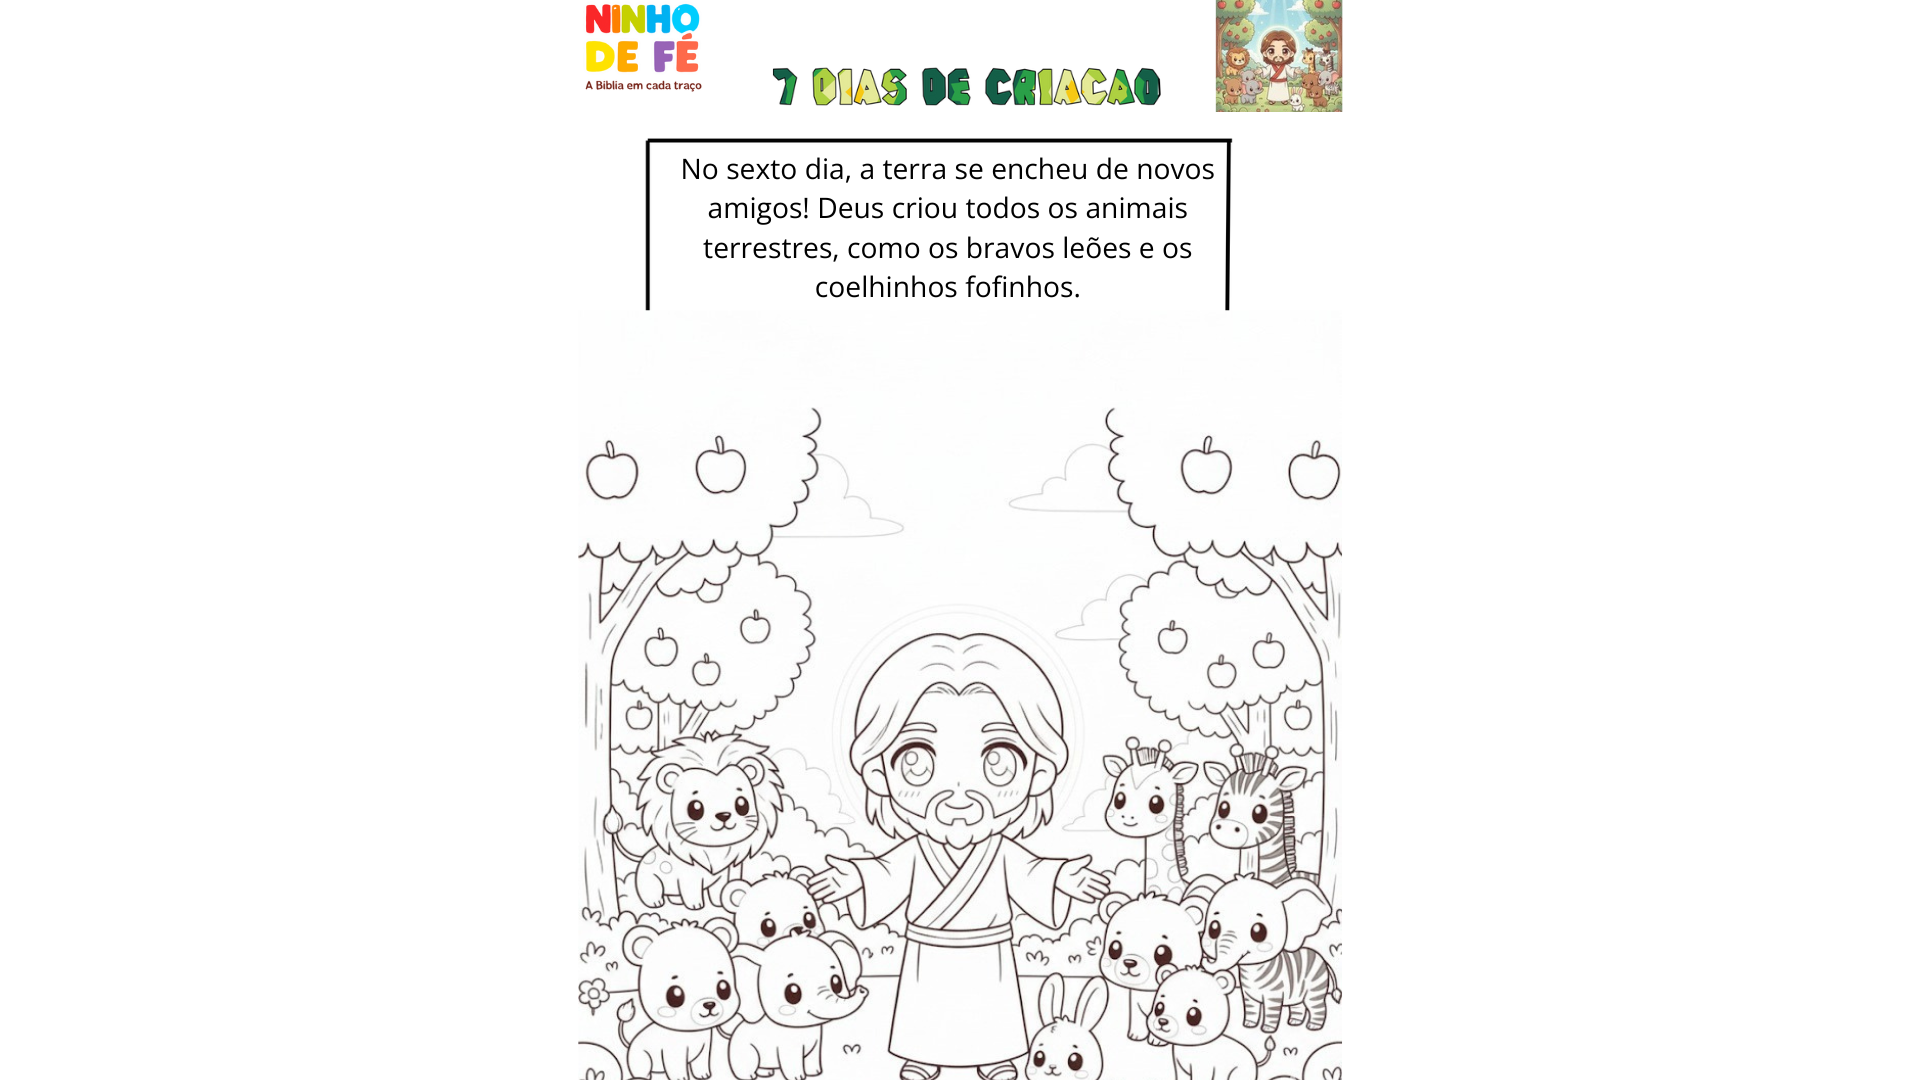 NINHO
DE FÉ
A Bíblia em cada traço
7 DIAS DE CRIACAO
No sexto dia, a terra se encheu de novos
amigos! Deus criou todos os animais
terrestres, como os bravos leões e os
coelhinhos fofinhos.